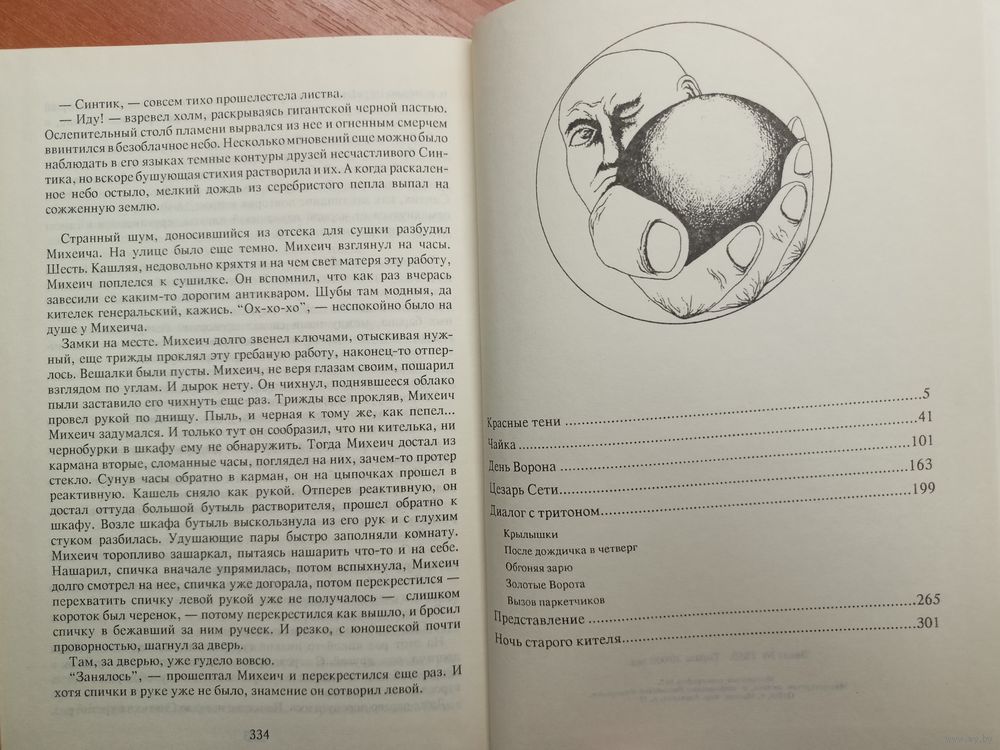 — Синтик, — совсем тихо прошелестела листва.
— Иду! — взревел холм, раскрываясь гигантской черной пастью.
Ослепительный столб пламени вырвался из нее и огненным смерчем
ввинтился в безоблачное небо. Несколько мгновений еще можно было
наблюдать в его языках темные контуры друзей несчастливого Син-
тика, но вскоре бушующая стихия растворила и их. А когда раскален-
ное небо остыло, мелкий дождь из серебристого пепла выпал на
сожженную землю.
Странный шум, доносившийся из отсека для сушки разбудил
Михеича. На улице было еще темно. Михеич взглянул на часы.
Шесть. Кашляя, недовольно кряхтя и на чем свет матеря эту работу,
Михеич поплелся к сушилке. Он вспомнил, что как раз вчерась
завесили ее каким-то дорогим антикваром. Шубы там модныя, да
кителек генеральский, кажись. “Ох-хо-хо”, — неспокойно было на
душе у Михеича.
Замки на месте. Михеич долго звенел ключами, отыскивая нуж-
ный, еще трижды проклял эту гребаную работу, наконец-то отпер-
лось. Вешалки были пусты. Михеич, не веря глазам своим, пошарил
взглядом по углам. И дырок нету. Он чихнул, поднявшееся облако
пыли заставило его чихнуть еще раз. Трижды все прокляв, Михеич
провел рукой по днищу. Пыль, и черная к тому же, как пепел...
Михеич задумался. И только тут он сообразил, что ни кителька, ни
чернобурки в шкафу ему не обнаружить. Тогда Михеич достал из
кармана вторые, сломанные часы, поглядел на них, зачем-то протер
стекло. Сунув часы обратно в карман, он на цыпочках прошел в
реактивную. Кашель сняло как рукой. Отперев реактивную, он
достал оттуда большой бутыль растворителя, прошел обратно к
шкафу. Возле шкафа бутыль выскользнула из его рук и с глухим
стуком разбилась. Удушающие пары быстро заполняли комнату.
Михеич торопливо зашаркал, пытаясь нашарить что-то и на себе.
Нашарил, спичка вначале упрямилась, потом вспыхнула, Михеич
долго смотрел на нее, спичка уже догорала, потом перекрестился —
перехватить спичку левой рукой уже не получалось — слишком
короток был черенок, — потому перекрестился как вышло, и бросил
спичку в бежавший за ним ручеек. И резко, с юношеской почти
проворностью, шагнул за дверь.
Там, за дверью, уже гудело вовсю.
“Занялось”, — прошептал Михеич и перекрестился еще раз. И
хотя спички в руке уже не было, знамение он сотворил левой.
334
Красные тени ........ 5
Чайка ........ 41
День Ворона ........ 101
Цезарь Сети ........ 163
Диалог с тритоном ........ 199
Крылышки
После дождичка в четверг
Обгоняя зарю
Золотые Ворота
Вызов паркетчиков
Представление ........ 265
Ночь старого кителя ........ 301